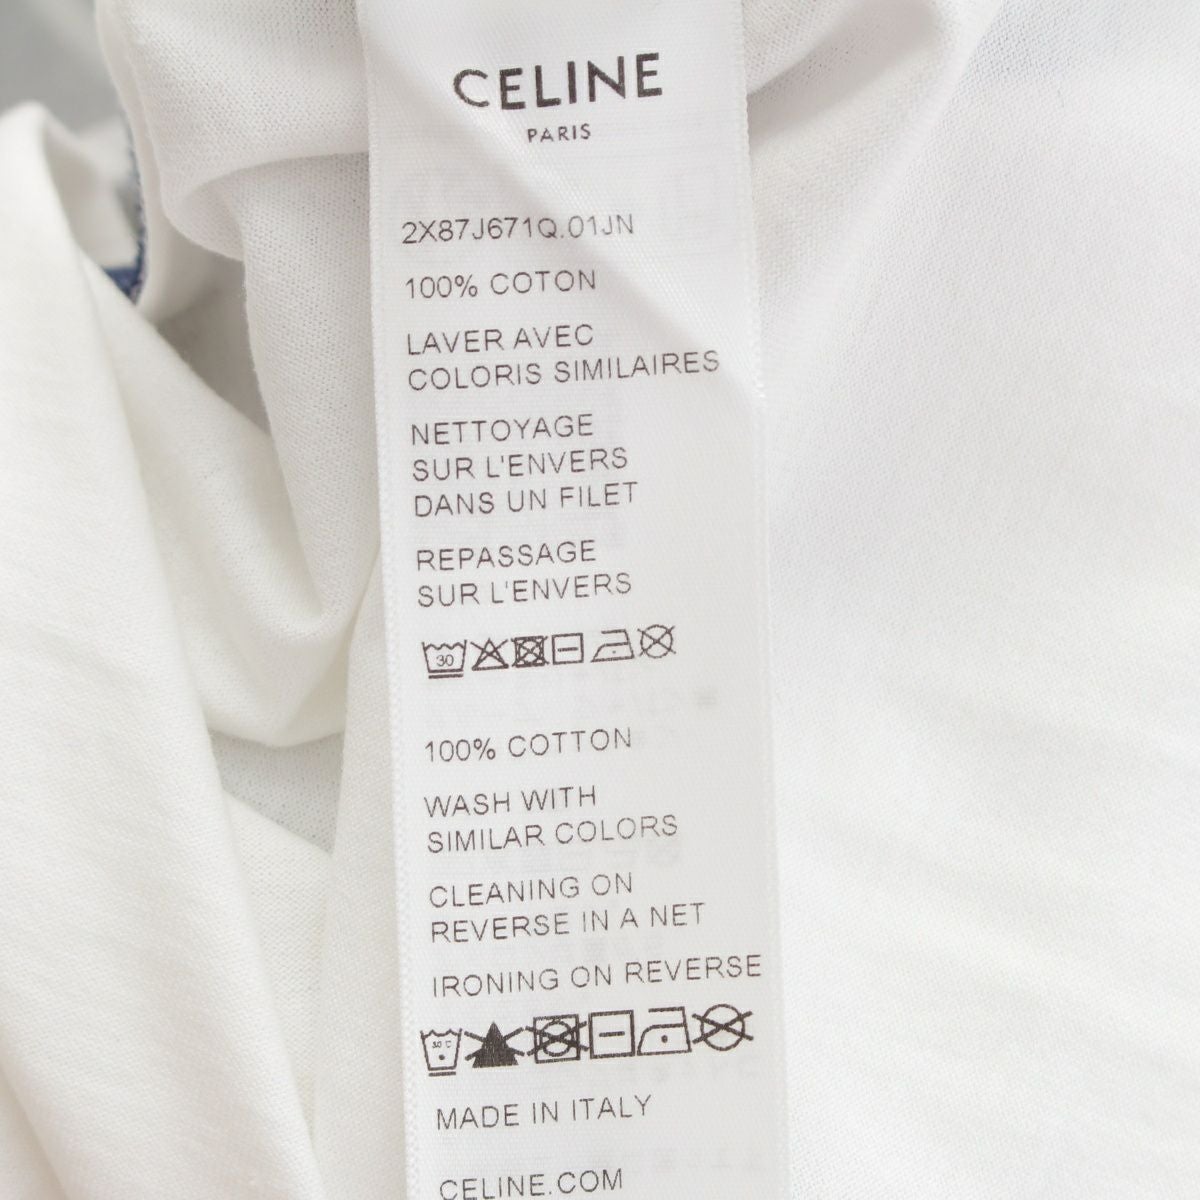 CELINE
PARIS
2X87J671Q.01JN
100% COTON
LAVER AVEC
COLORIS SIMILAIRES
NETTOYAGE
SUR L'ENVERS
DANS UN FILET
REPASSAGE
SUR L'ENVERS
30
100% COTTON
WASH WITH
SIMILAR COLORS
CLEANING ON
REVERSE IN A NET
IRONING ON REVERSE
30°C
MADE IN ITALY
CELINE.COM